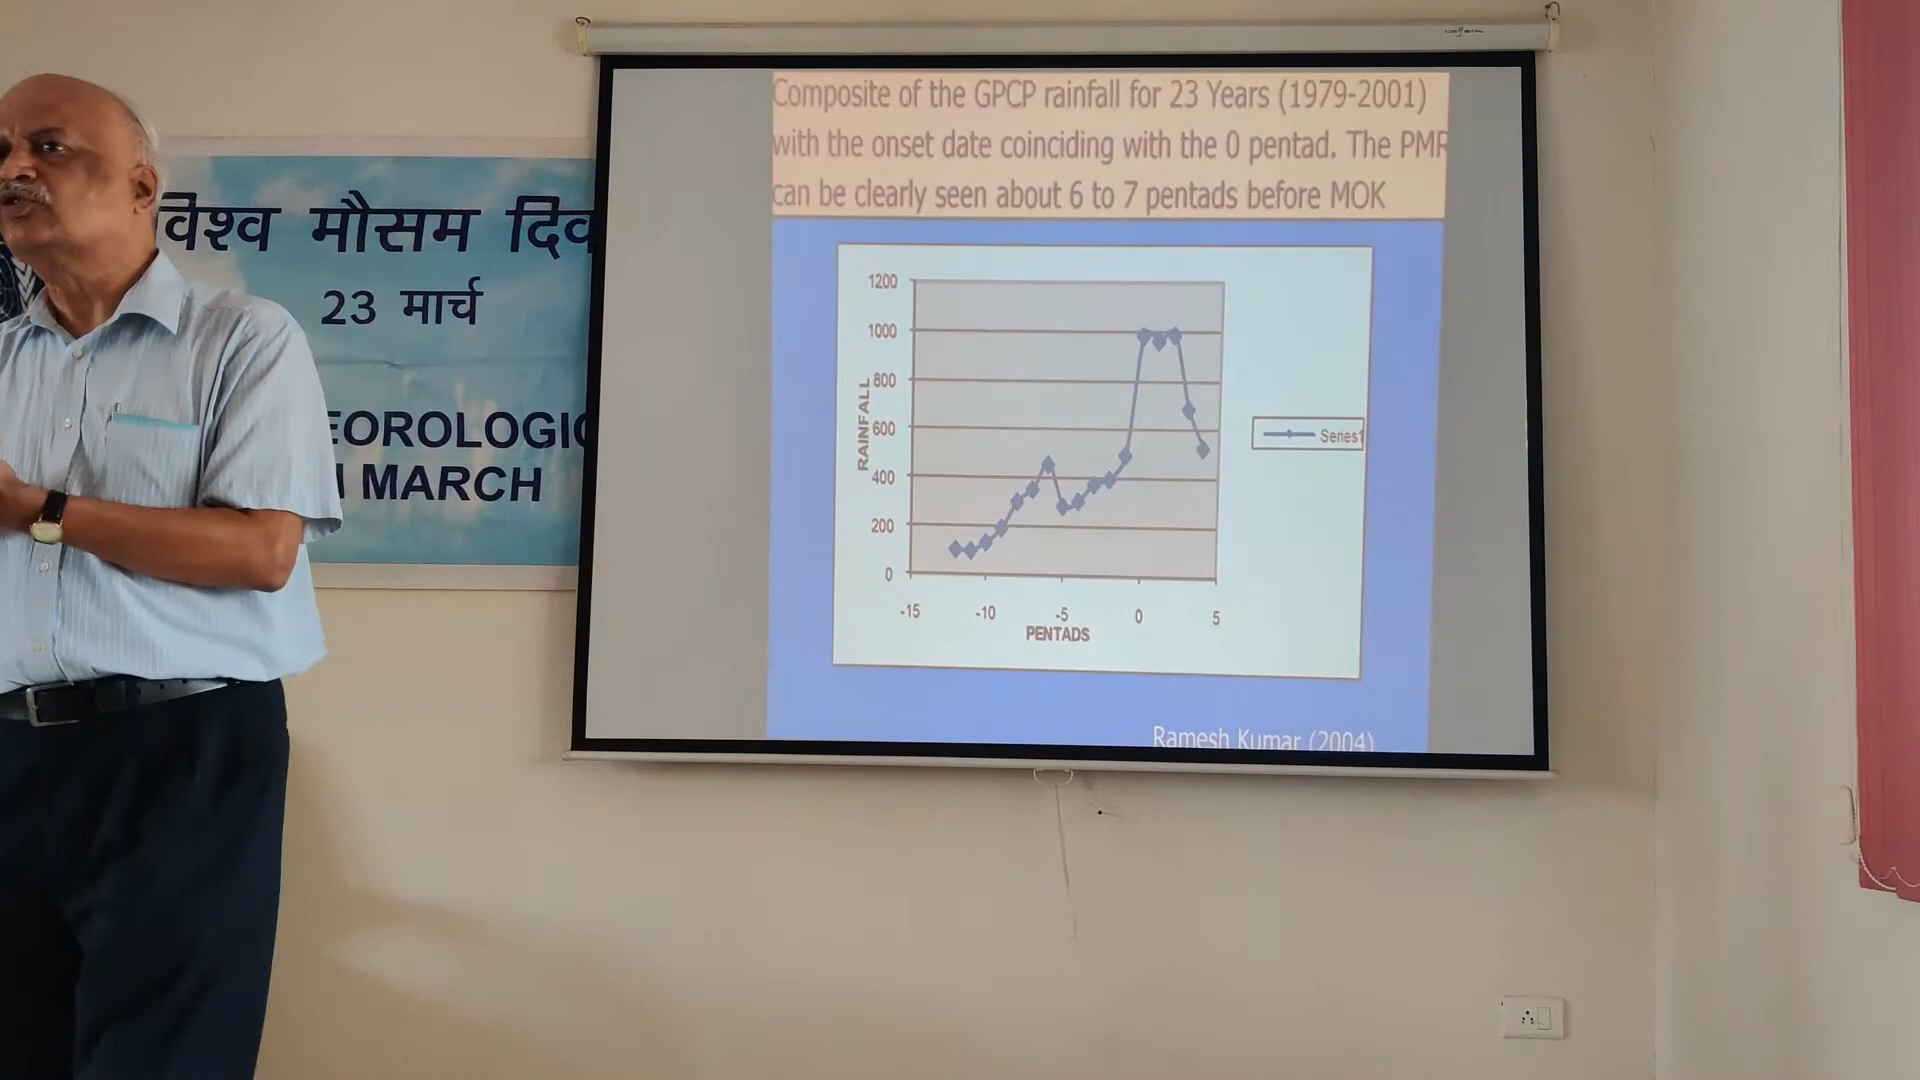 विश्व मौसम दिव
23 मार्च
EOROLOGIC
MARCH
Composite of the GPCP rainfall for 23 Years (1979-2001)
with the onset date coinciding with the 0 pentad. The PMR
can be clearly seen about 6 to 7 pentads before MOK
1200
1000
800
600
400
200
0
RAINFALL
-15 -10 -5 0 5
PENTADS
Series1
Ramesh Kumar (2004)